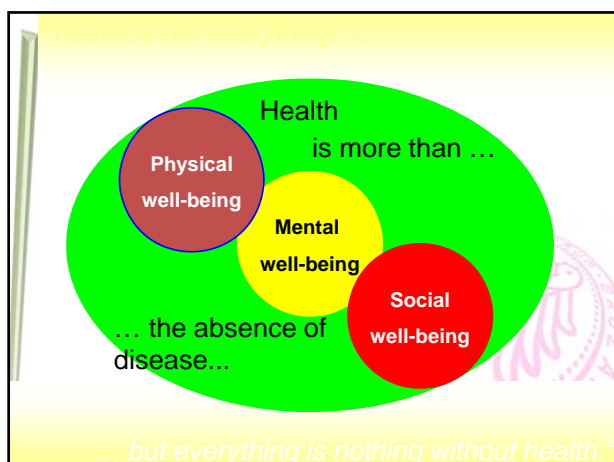 "health is not everything…
Health
is more than …
Physical
well-being
Mental
well-being
Social
well-being
… the absence of
disease...
… but everything is nothing without health."